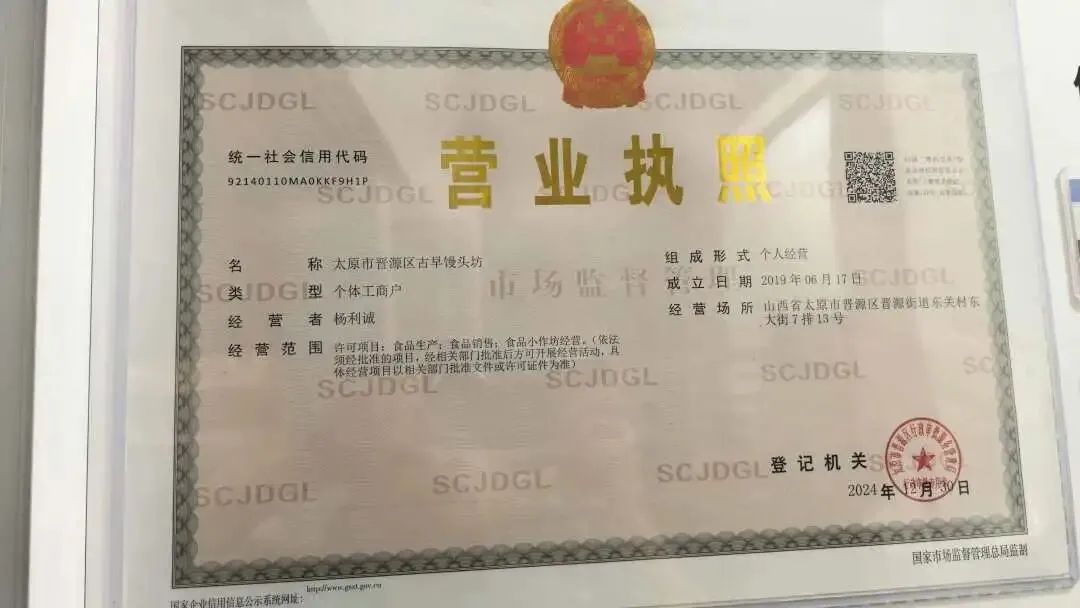 SCJDGL SCJDGL SCJDGL SCJDGL
营业执照
统一社会信用代码
92140110MA0KKF9H1P
SCJDGL SCJDGL SCJDGL
名称 太原市晋源区古早馒头坊
类型 个体工商户
经营者 杨利诚
经营范围 许可项目：食品生产；食品销售；食品小作坊经营。（依法
须经批准的项目，经相关部门批准后方可开展经营活动，具
体经营项目以相关部门批准文件或许可证件为准）
组成形式 个人经营
成立日期 2019年06月17日
经营场所 山西省太原市晋源区晋源街道东关村东
大街7排13号
市场监督管理
SCJDGL SCJDGL SCJDGL
SCJDGL SCJDGL SCJDGL
登记机关
2024年12月30日
http://www.gsxt.gov.cn
国家企业信用信息公示系统网址：
国家市场监督管理总局监制